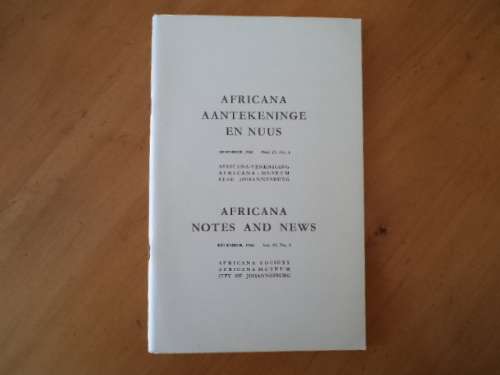 AFRICANA
AANTEKENINGE
EN NUUS
AFRICANA-VERENIGING
AFRICANA-MUSEUM
STAD JOHANNESBURG
AFRICANA
NOTES AND NEWS
DECEMBER,
AFRICANA SOCIETY
AFRICANA MUSEUM
CITY OF JOHANNESBURG